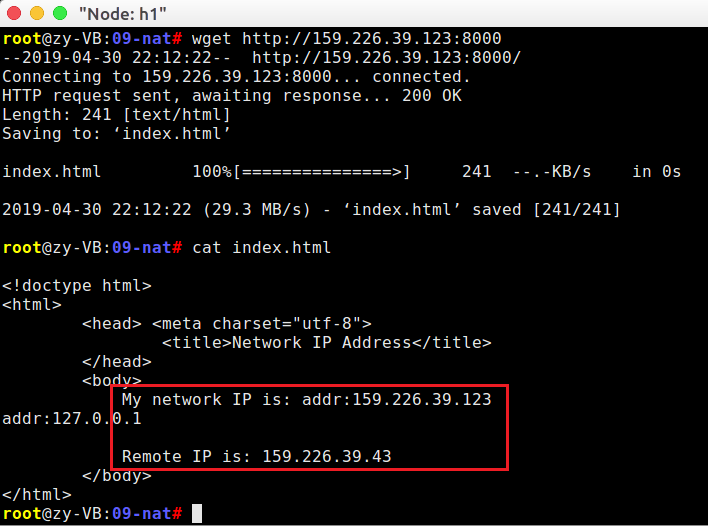 "Node: h1"
root@zy-VB:09-nat# wget http://159.226.39.123:8000
--2019-04-30 22:12:22--  http://159.226.39.123:8000/
Connecting to 159.226.39.123:8000... connected.
HTTP request sent, awaiting response... 200 OK
Length: 241 [text/html]
Saving to: ‘index.html’
index.html         100%[===============>]     241  --.-KB/s    in 0s
2019-04-30 22:12:22 (29.3 MB/s) - ‘index.html’ saved [241/241]
root@zy-VB:09-nat# cat index.html
<!doctype html>
<html>
        <head> <meta charset="utf-8">
                <title>Network IP Address</title>
        </head>
        <body>
            My network IP is: addr:159.226.39.123
addr:127.0.0.1
            Remote IP is: 159.226.39.43
        </body>
</html>
root@zy-VB:09-nat#